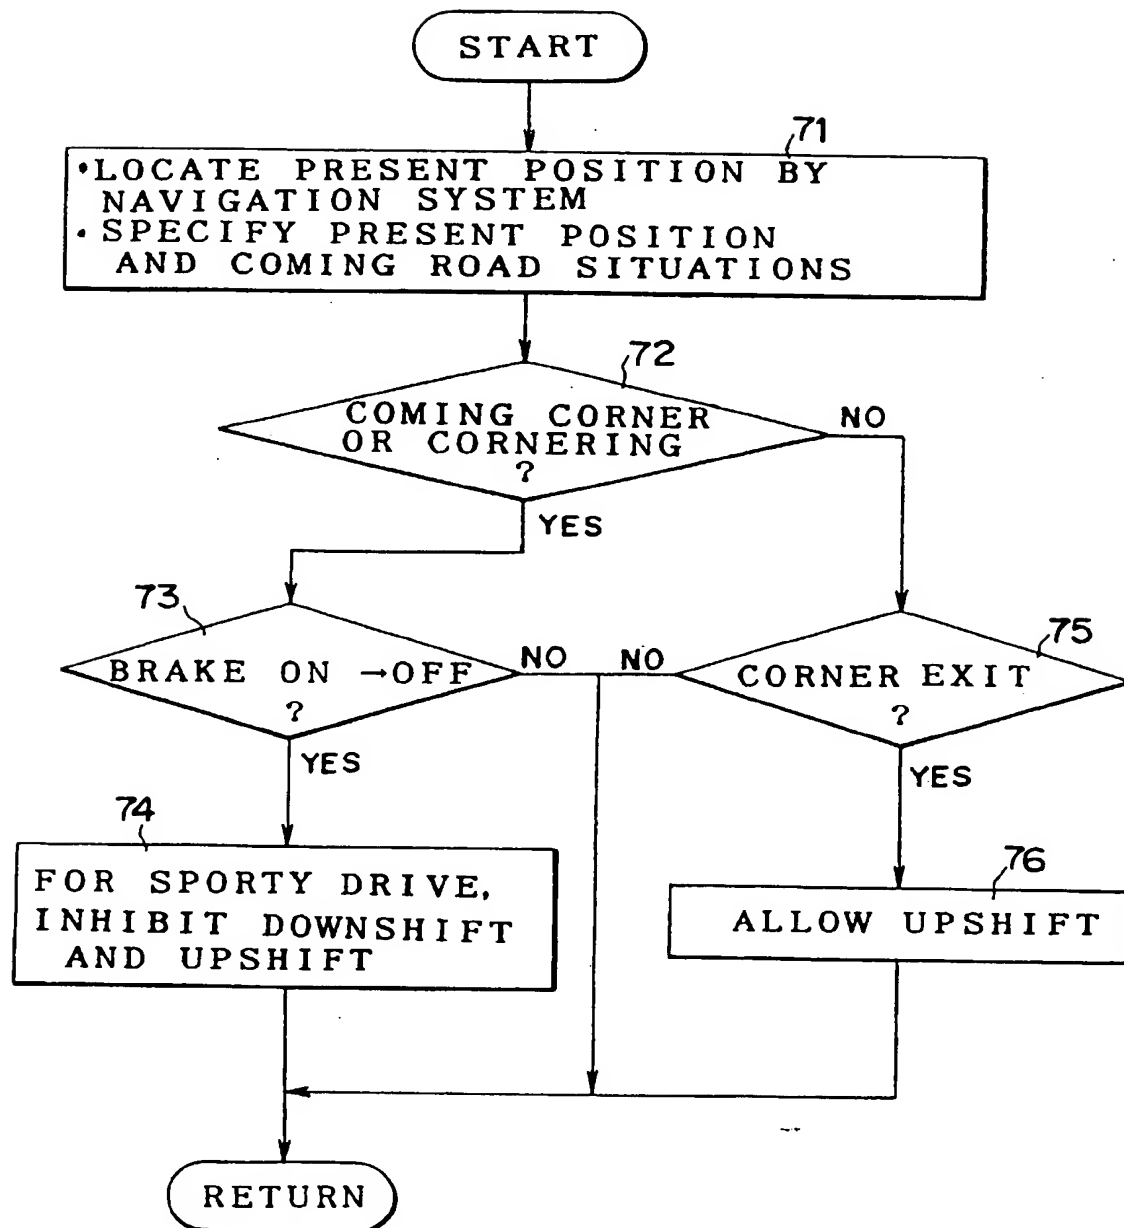 START
71
•LOCATE PRESENT POSITION BY
NAVIGATION SYSTEM
•SPECIFY PRESENT POSITION
AND COMING ROAD SITUATIONS
72
COMING CORNER
OR CORNERING
?
NO
YES
73
BRAKE ON →OFF
?
NO
NO
75
CORNER EXIT
?
YES
YES
74
FOR SPORTY DRIVE,
INHIBIT DOWNSHIFT
AND UPSHIFT
76
ALLOW UPSHIFT
RETURN